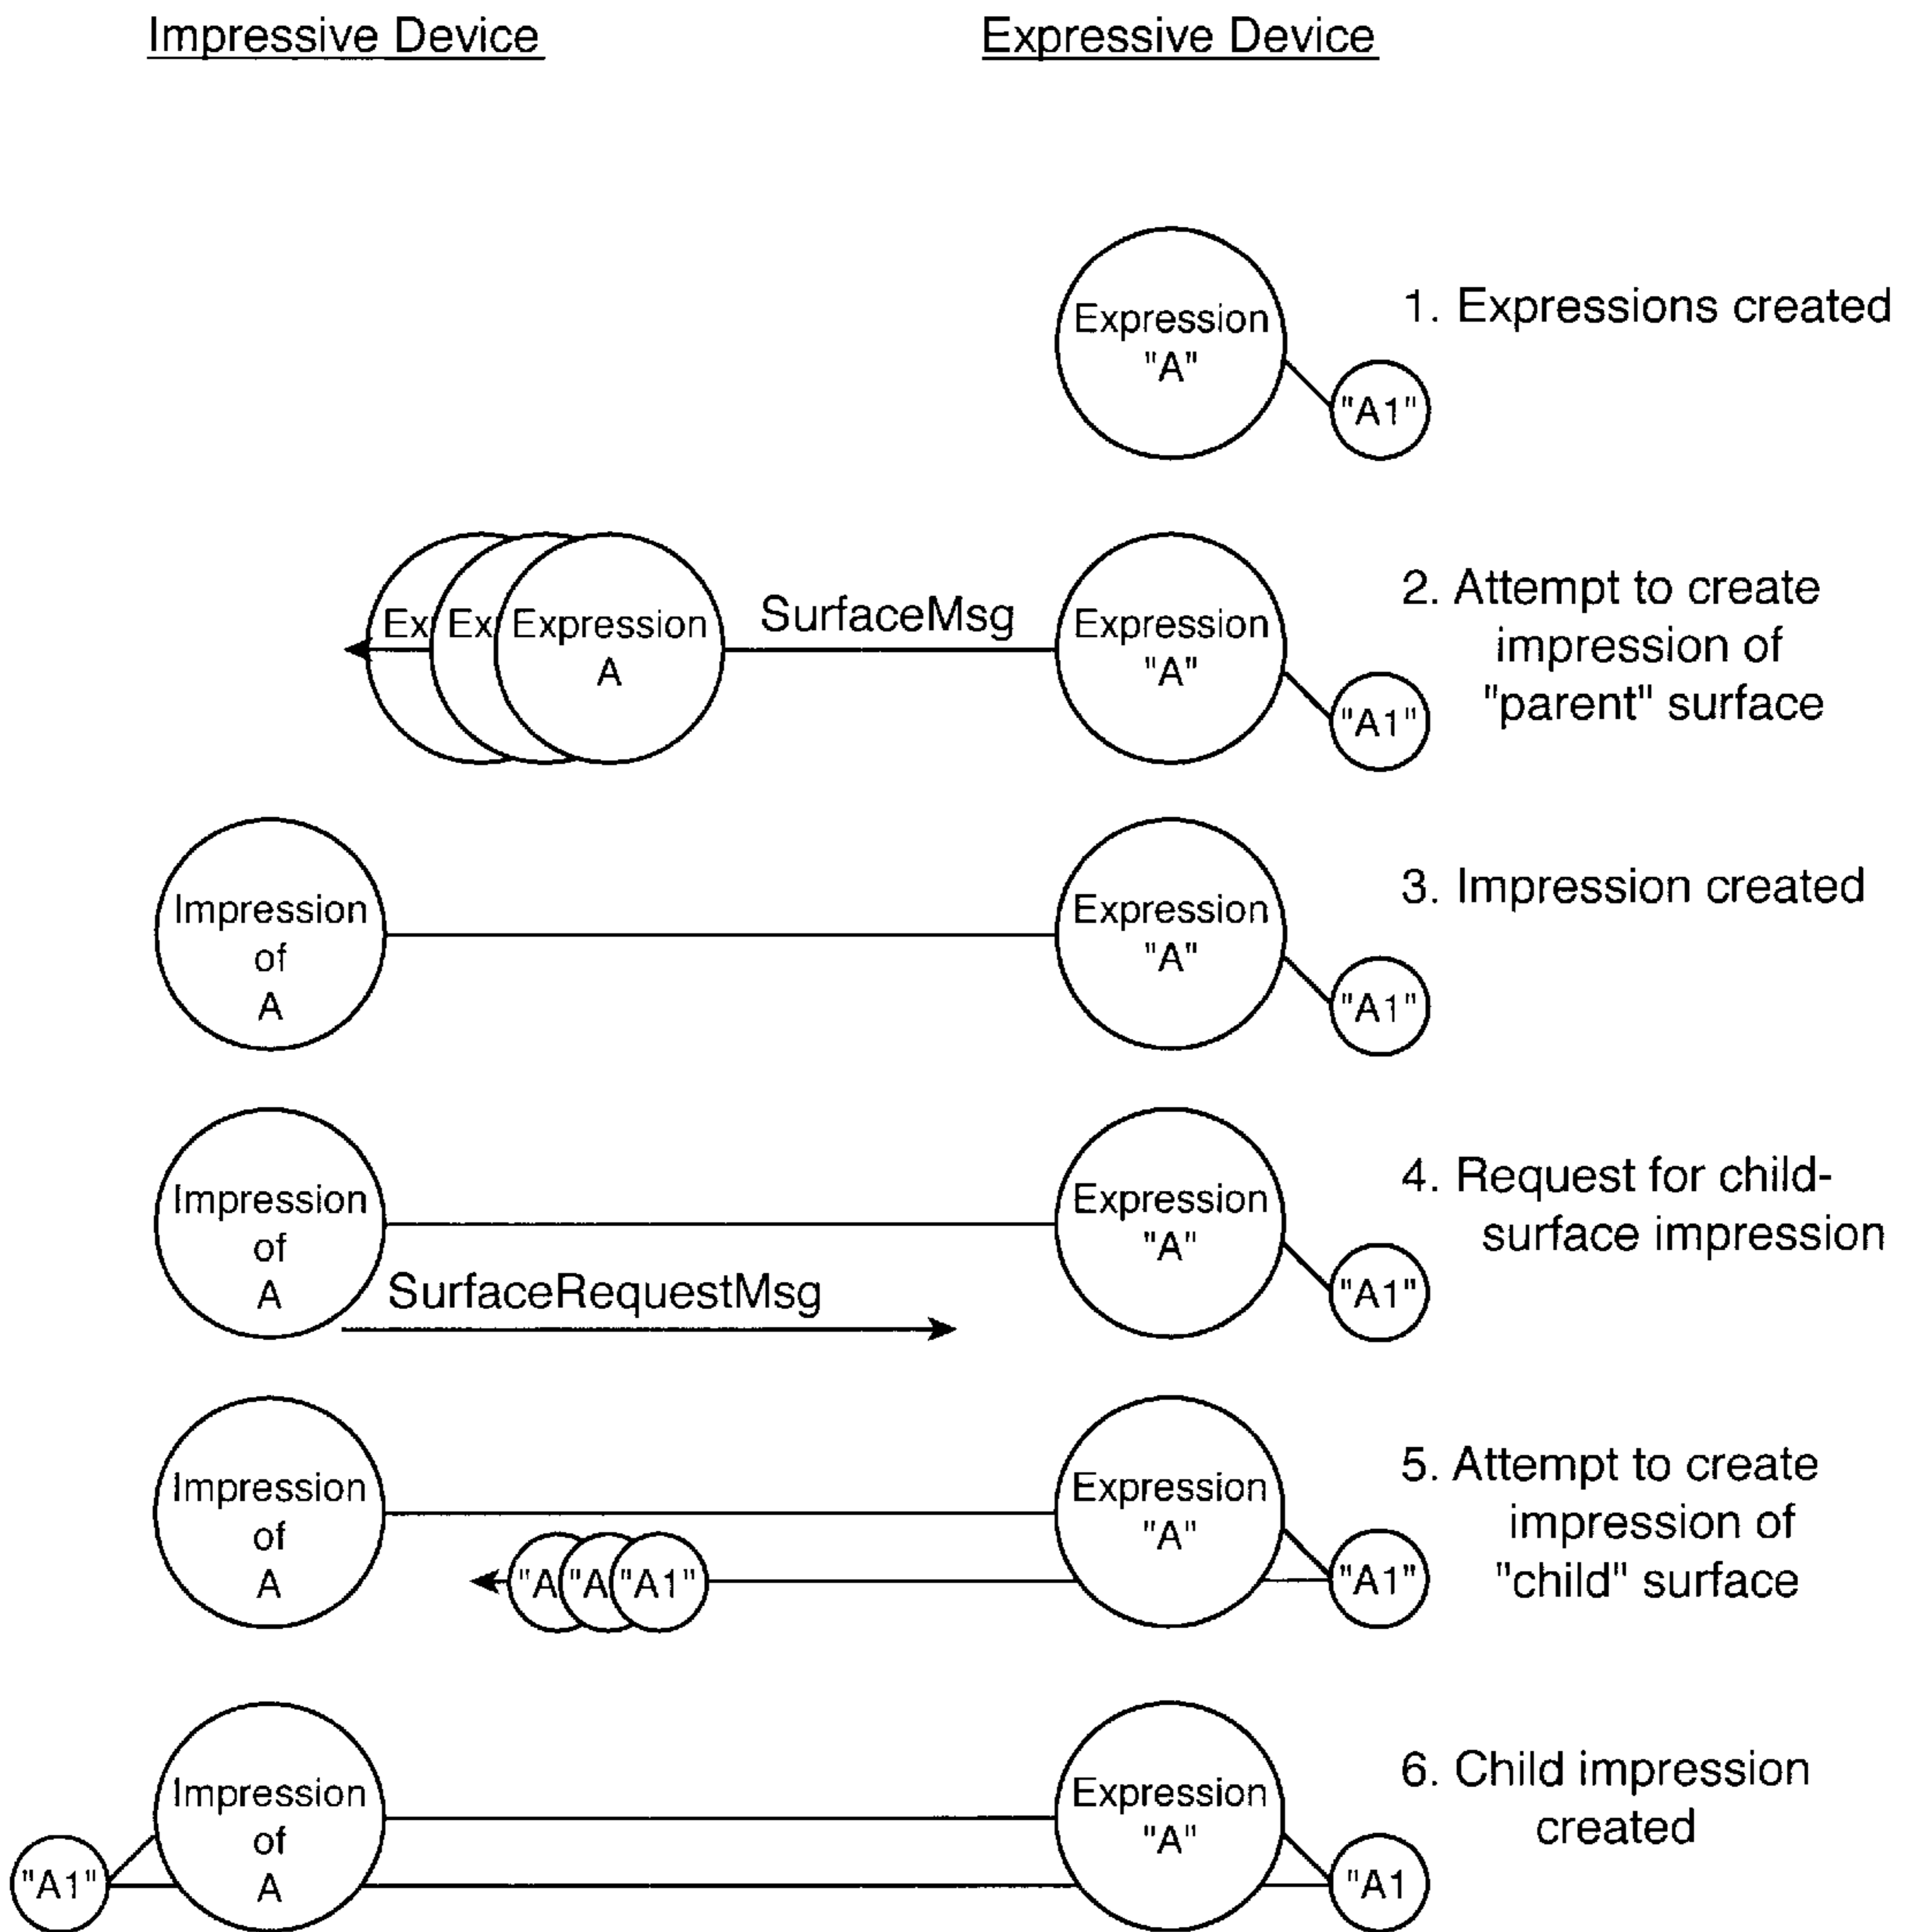 Impressive Device
Expressive Device
Expression
"A"
1. Expressions created
"A1"
Ex
Ex
Expression
A
SurfaceMsg
Expression
"A"
2. Attempt to create
impression of
"parent" surface
"A1"
Impression
of
A
Expression
"A"
3. Impression created
"A1"
Impression
of
A
SurfaceRequestMsg
Expression
"A"
4. Request for child-
surface impression
"A1"
Impression
of
A
"A
"A
"A1"
Expression
"A"
5. Attempt to create
impression of
"child" surface
"A1"
"A1"
Impression
of
A
Expression
"A"
6. Child impression
created
"A1